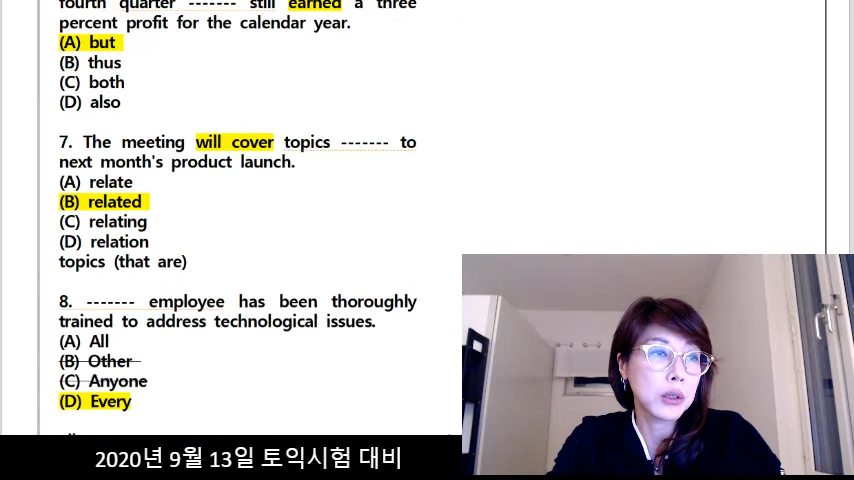 fourth quarter ------- still earned a three
percent profit for the calendar year.
(A) but
(B) thus
(C) both
(D) also
7. The meeting will cover topics ------- to
next month's product launch.
(A) relate
(B) related
(C) relating
(D) relation
topics (that are)
8. ------- employee has been thoroughly
trained to address technological issues.
(A) All
(B) Other
(C) Anyone
(D) Every
2020년 9월 13일 토익시험 대비